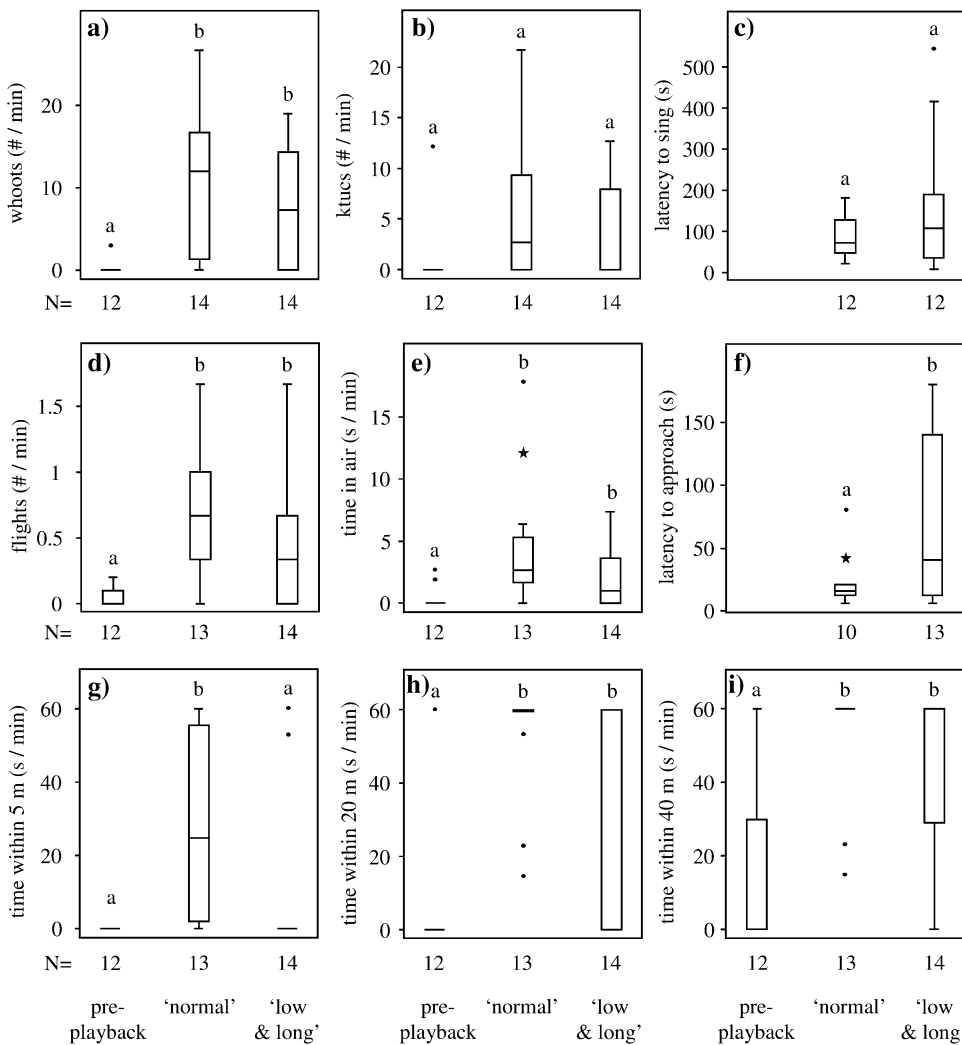 a)
b
b
a
20
10
0
whoots (# / min)
N= 12 14 14
b)
a
a
a
20
15
10
5
0
ktucs (# / min)
12 14 14
c)
a
a
500
400
300
200
100
0
latency to sing (s)
12 12
d)
b
b
a
1.5
1
0.5
0
flights (# / min)
N= 12 13 14
e)
b
b
a
15
10
5
0
time in air (s / min)
12 13 14
f)
b
a
150
100
50
0
latency to approach (s)
10 13
g)
b
a
a
60
40
20
0
time within 5 m (s / min)
N= 12 13 14
h)
a
b
b
60
40
20
0
time within 20 m (s / min)
12 13 14
i)
a
b
b
60
40
20
0
time within 40 m (s / min)
12 13 14
pre-
playback
‘normal’
‘low
& long’
pre-
playback
‘normal’
‘low
& long’
pre-
playback
‘normal’
‘low
& long